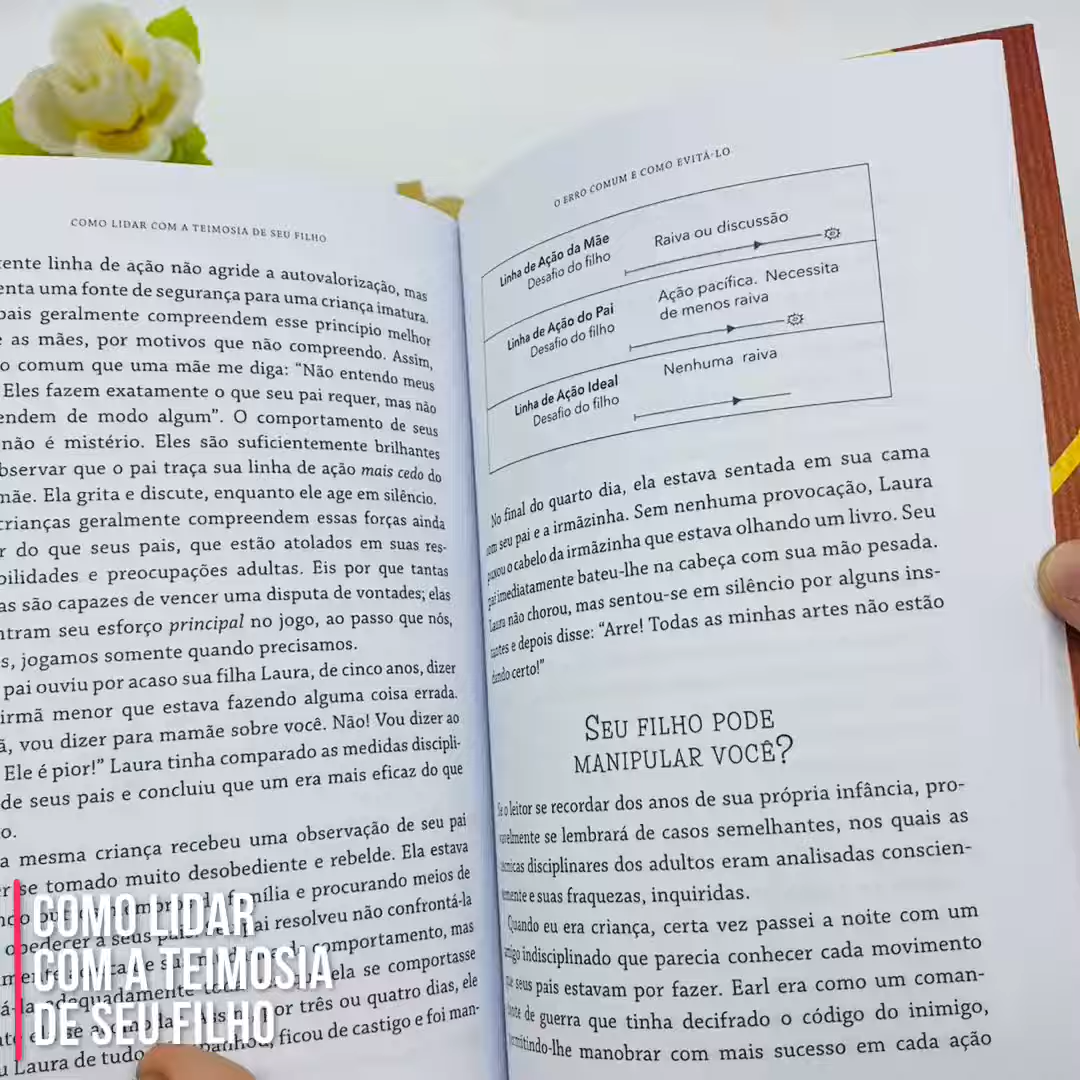 COMO LIDAR COM A TEIMOSIA DE SEU FILHO
linha de ação não agride a autovalorização, mas
uma fonte de segurança para uma criança imatura.
pais geralmente compreendem esse princípio melhor
as mães, por motivos que não compreendo. Assim,
comum que uma mãe me diga: “Não entendo meus
Eles fazem exatamente o que seu pai requer, mas não
de modo algum”. O comportamento de seus
não é mistério. Eles são suficientemente brilhantes
observar que o pai traça sua linha de ação mais cedo do
mãe. Ela grita e discute, enquanto ele age em silêncio.
crianças geralmente compreendem essas forças ainda
do que seus pais, que estão atolados em suas res-
e preocupações adultas. Eis por que tantas
são capazes de vencer uma disputa de vontades; elas
seu esforço principal no jogo, ao passo que nós,
jogamos somente quando precisamos.
pai ouviu por acaso sua filha Laura, de cinco anos, dizer
irmã menor que estava fazendo alguma coisa errada.
vou dizer para mamãe sobre você. Não! Vou dizer ao
Ele é pior!” Laura tinha comparado as medidas discipli-
de seus pais e concluiu que um era mais eficaz do que
o.
a mesma criança recebeu uma observação de seu pai
se tomado muito desobediente e rebelde. Ela estava
família e procurando meios de
obedecer a seus pai resolveu não confrontá-la
comportamento, mas
adequadamente ela se comportasse
por três ou quatro dias, ele
Laura de tudo ficou de castigo e foi man-
O ERRO COMUM E COMO EVITÁ-LO
Linha de Ação da Mãe Raiva ou discussão
Desafio do filho
Linha de Ação do Pai Ação pacífica. Necessita
Desafio do filho de menos raiva
Linha de Ação Ideal Nenhuma raiva
Desafio do filho
No final do quarto dia, ela estava sentada em sua cama
com seu pai e a irmãzinha. Sem nenhuma provocação, Laura
puxou o cabelo da irmãzinha que estava olhando um livro. Seu
pai imediatamente bateu-lhe na cabeça com sua mão pesada.
Laura não chorou, mas sentou-se em silêncio por alguns ins-
tantes e depois disse: “Arre! Todas as minhas artes não estão
dando certo!”
SEU FILHO PODE
MANIPULAR VOCÊ?
Se o leitor se recordar dos anos de sua própria infância, pro-
vavelmente se lembrará de casos semelhantes, nos quais as
técnicas disciplinares dos adultos eram analisadas conscien-
temente e suas fraquezas, inquiridas.
Quando eu era criança, certa vez passei a noite com um
amigo indisciplinado que parecia conhecer cada movimento
que seus pais estavam por fazer. Earl era como um coman-
dante de guerra que tinha decifrado o código do inimigo,
permitindo-lhe manobrar com mais sucesso em cada ação
COMO LIDAR
COM A TEIMOSIA
DE SEU FILHO